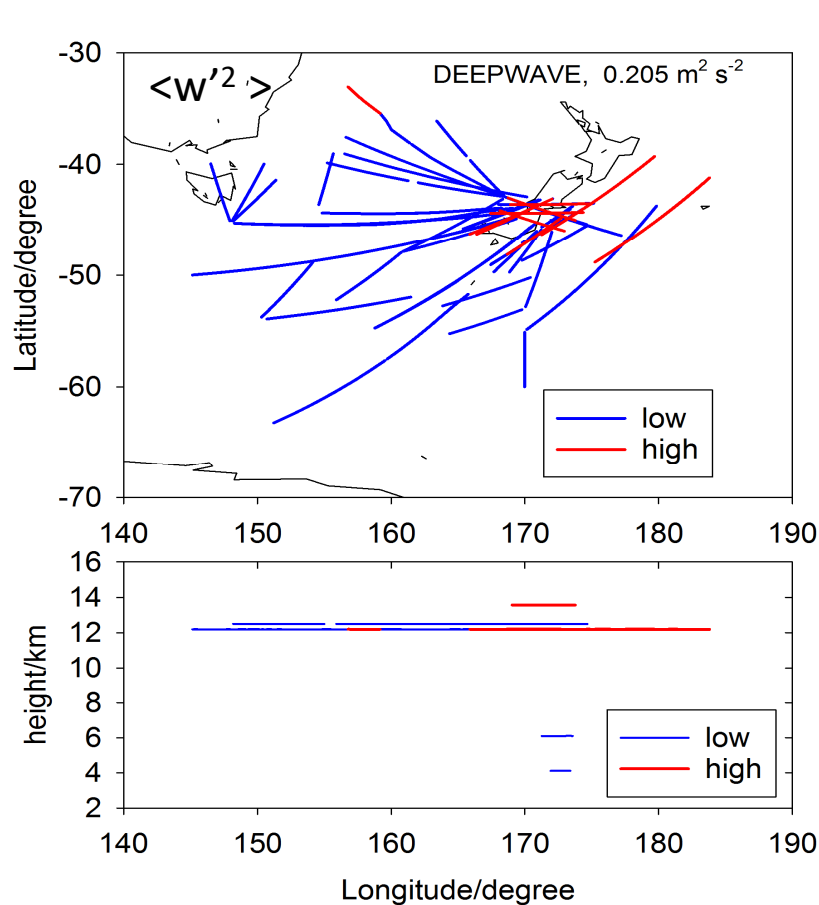 -30
<w’² >
DEEPWAVE, 0.205 m² s⁻²
-40
Latitude/degree
-50
-60
low
high
-70
140 150 160 170 180 190
16
14
12
10
height/km
8
6
4
2
low
high
140 150 160 170 180 190
Longitude/degree